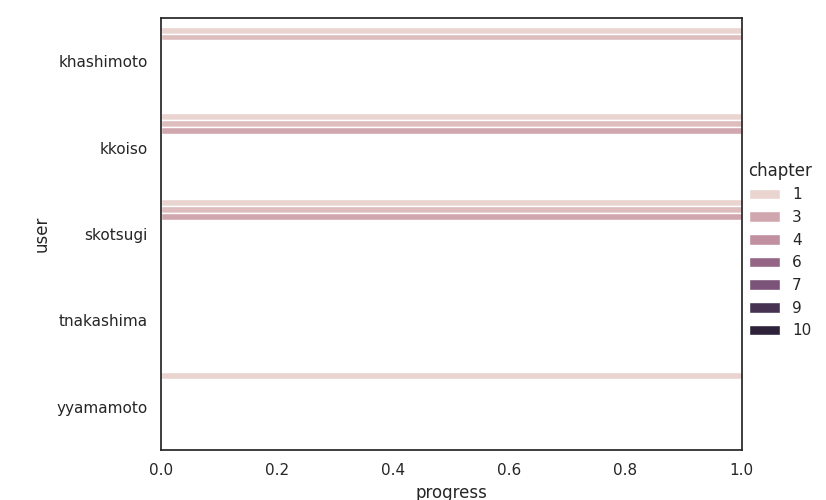 khashimoto
kkoiso
skotsugi
tnakashima
yyamamoto
user
0.0 0.2 0.4 0.6 0.8 1.0
progress
chapter
1
3
4
6
7
9
10